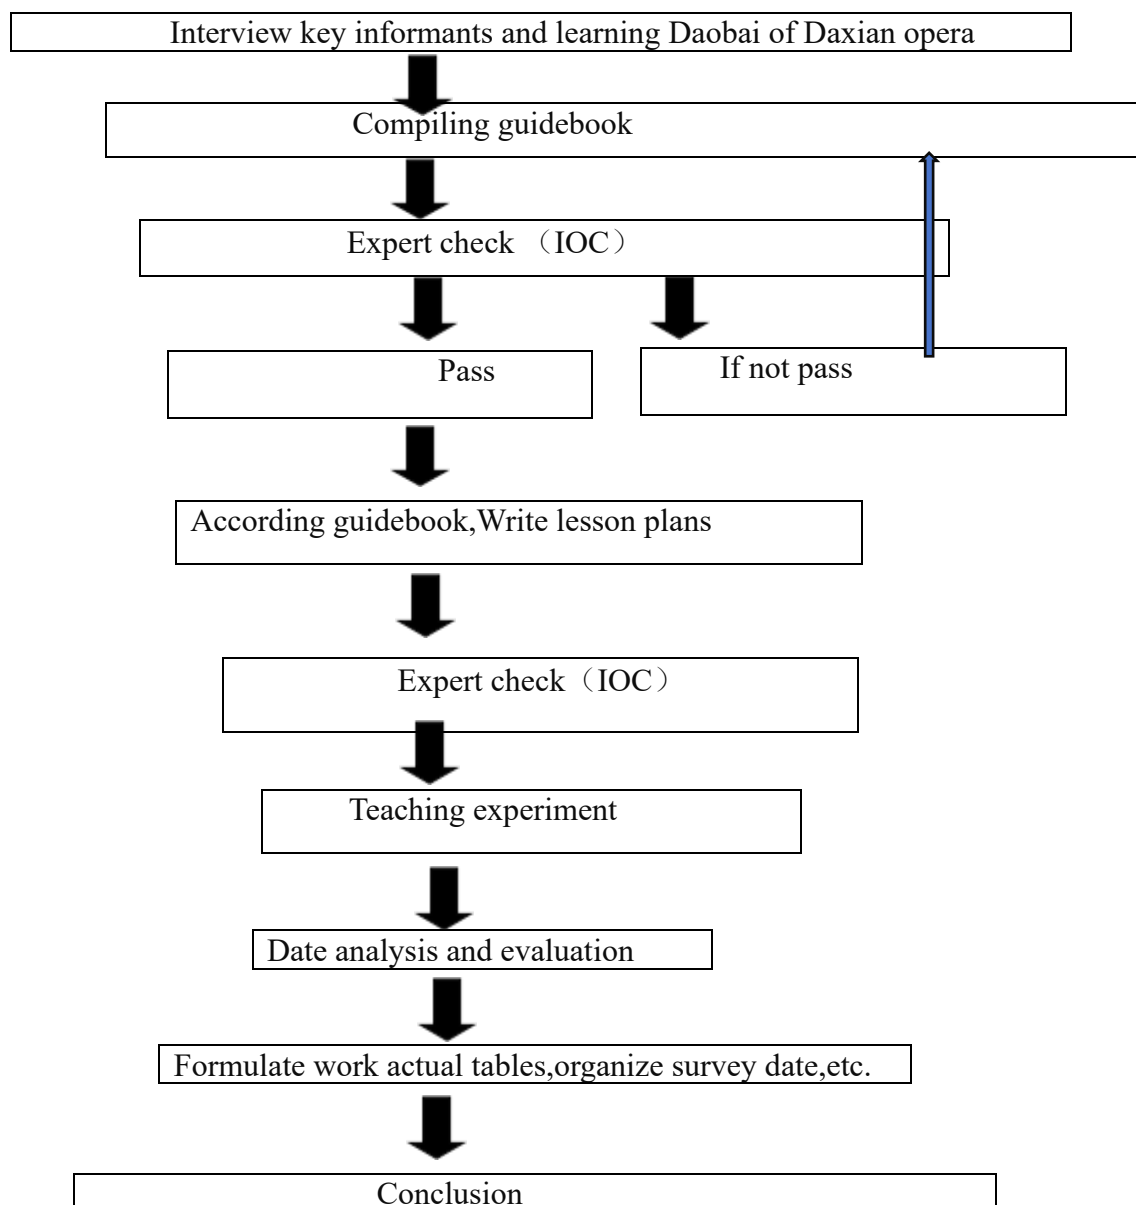 Interview key informants and learning Daobai of Daxian opera
Compiling guidebook
Expert check （IOC）
Pass
If not pass
According guidebook,Write lesson plans
Expert check（IOC）
Teaching experiment
Date analysis and evaluation
Formulate work actual tables,organize survey date,etc.
Conclusion